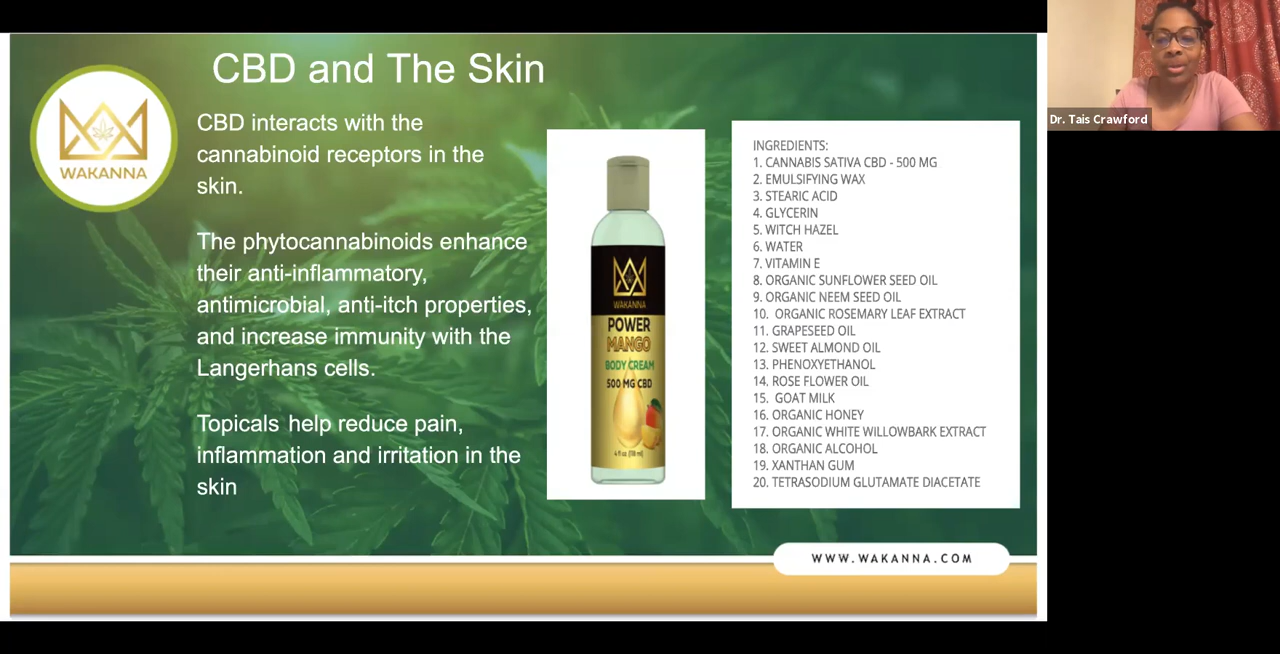 CBD and The Skin
WAKANNA
CBD interacts with the
cannabinoid receptors in the
skin.
The phytocannabinoids enhance
their anti-inflammatory,
antimicrobial, anti-itch properties,
and increase immunity with the
Langerhans cells.
Topicals help reduce pain,
inflammation and irritation in the
skin
WAKANNA
POWER
MANGO
BODY CREAM
500 MG CBD
4 fl oz (118 ml)
INGREDIENTS:
1. CANNABIS SATIVA CBD - 500 MG
2. EMULSIFYING WAX
3. STEARIC ACID
4. GLYCERIN
5. WITCH HAZEL
6. WATER
7. VITAMIN E
8. ORGANIC SUNFLOWER SEED OIL
9. ORGANIC NEEM SEED OIL
10. ORGANIC ROSEMARY LEAF EXTRACT
11. GRAPESEED OIL
12. SWEET ALMOND OIL
13. PHENOXYETHANOL
14. ROSE FLOWER OIL
15. GOAT MILK
16. ORGANIC HONEY
17. ORGANIC WHITE WILLOWBARK EXTRACT
18. ORGANIC ALCOHOL
19. XANTHAN GUM
20. TETRASODIUM GLUTAMATE DIACETATE
WWW.WAKANNA.COM
Dr. Tais Crawford